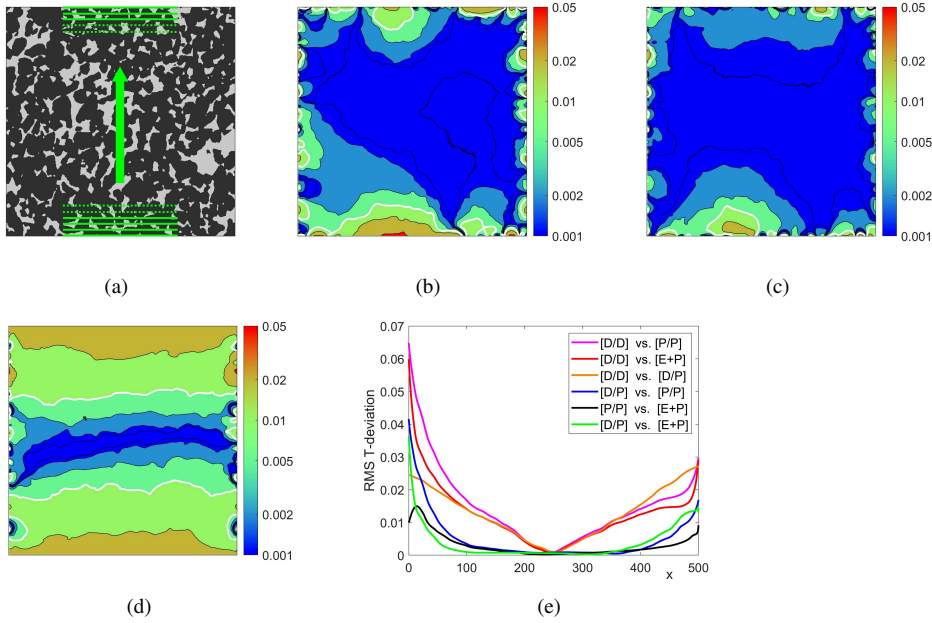 0.05
0.02
0.01
0.005
0.002
0.001
0.05
0.02
0.01
0.005
0.002
0.001
(a)
(b)
(c)
0.05
0.02
0.01
0.005
0.002
0.001
(d)
RMS T-deviation
0.07
0.06
0.05
0.04
0.03
0.02
0.01
0
[D/D] vs. [P/P]
[D/D] vs. [E+P]
[D/D] vs. [D/P]
[D/P] vs. [P/P]
[P/P] vs. [E+P]
[D/P] vs. [E+P]
0 100 200 300 400 500
x
(e)